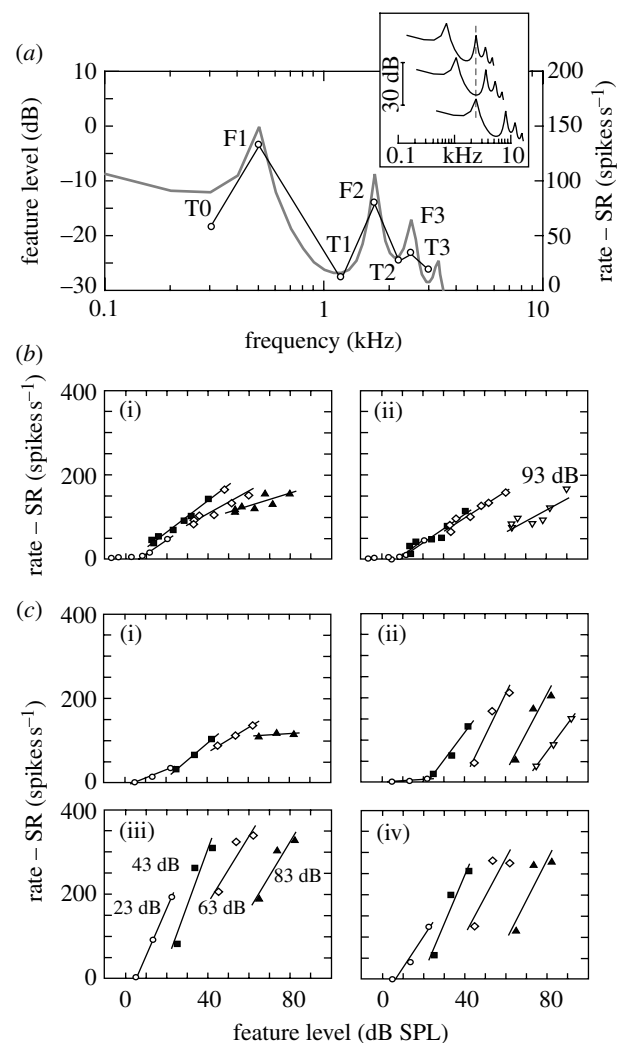 (a)
10
0
–10
–20
–30
feature level (dB)
T0
F1
T1
F2
T2
F3
T3
200
150
100
50
0
rate – SR (spikes s⁻¹)
30 dB
0.1
kHz
10
0.1
1
10
frequency (kHz)
(b)
(i)
(ii)
93 dB
400
200
0
rate – SR (spikes s⁻¹)
(c)
(i)
(ii)
400
200
0
rate – SR (spikes s⁻¹)
(iii)
(iv)
400
200
0
23 dB
43 dB
63 dB
83 dB
0
40
80
0
40
80
feature level (dB SPL)